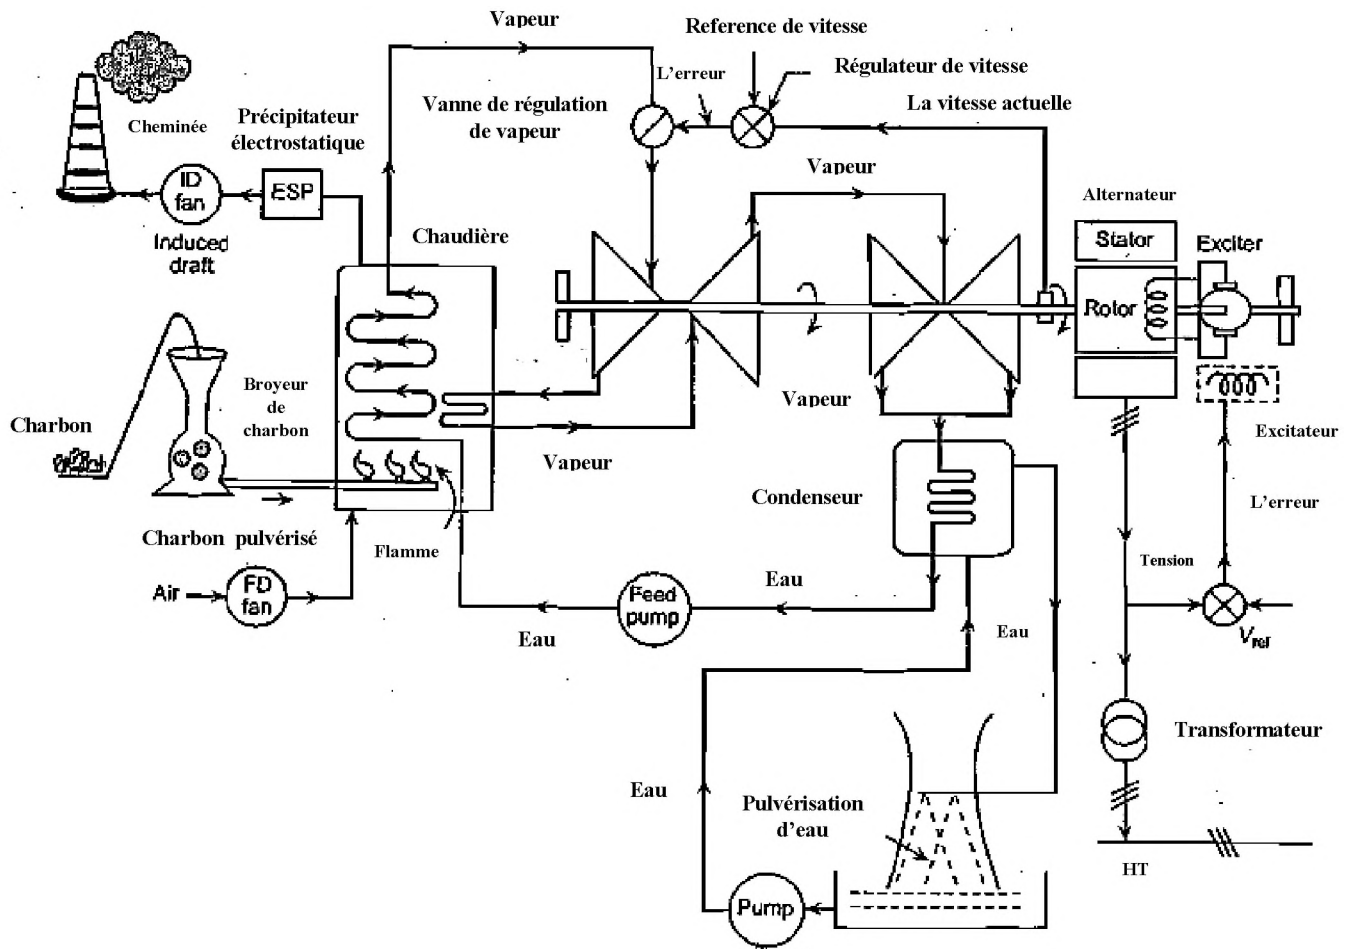 Vapeur
Reference de vitesse
L'erreur
Régulateur de vitesse
La vitesse actuelle
Vanne de régulation
de vapeur
Cheminée
Précipitateur
électrostatique
Vapeur
ID
fan
ESP
Induced
draft
Chaudière
Alternateur
Stator
Exciter
Rotor
Broyeur
de
charbon
Charbon
Vapeur
Vapeur
Excitateur
Condenseur
L'erreur
Charbon pulvérisé
Flamme
Tension
Air
FD
fan
Feed
pump
Eau
Eau
Eau
Vref
Transformateur
Eau
Pulvérisation
d'eau
HT
Pump